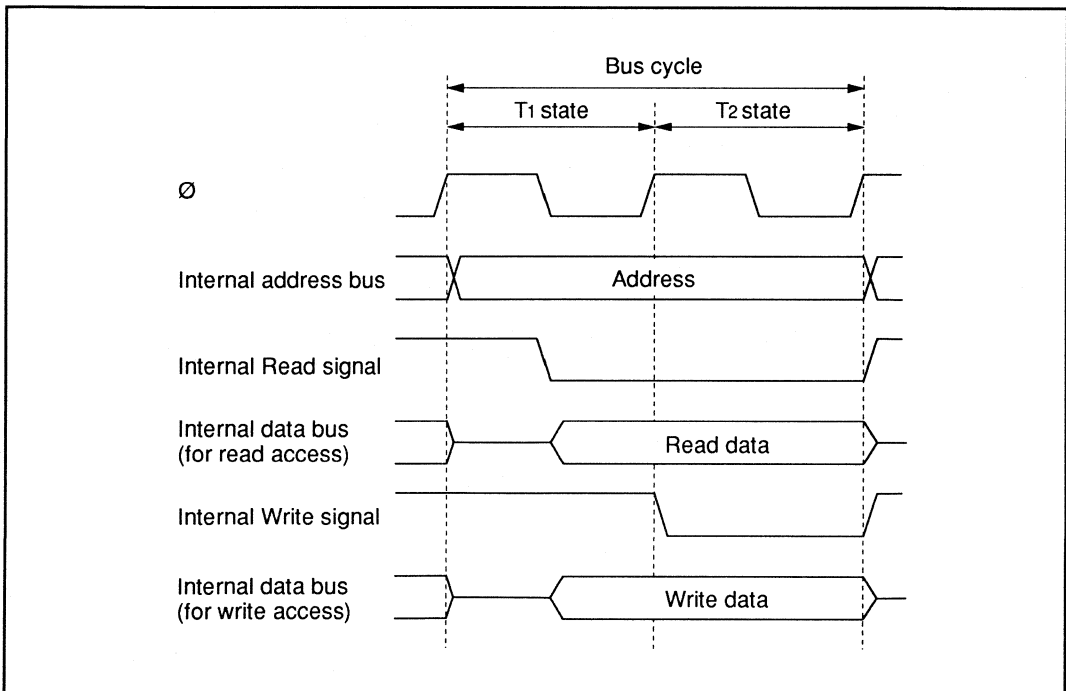 Bus cycle
T1 state
T2 state
Ø
Internal address bus
Address
Internal Read signal
Internal data bus
(for read access)
Read data
Internal Write signal
Internal data bus
(for write access)
Write data